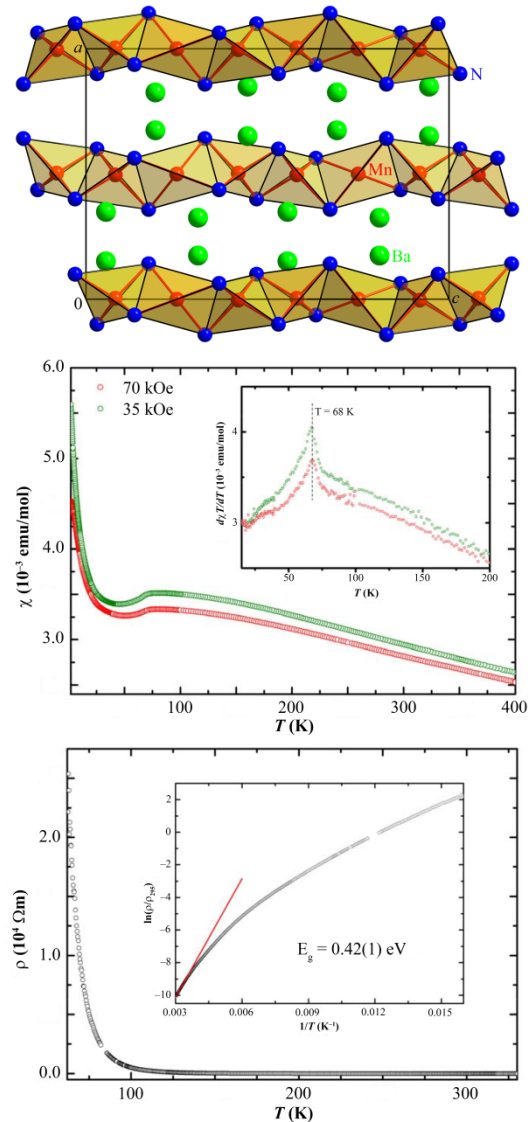 a
N
Mn
Ba
0
c
6.0
5.0
4.0
3.0
χ (10⁻³ emu/mol)
70 kOe
35 kOe
T = 68 K
4
3
dχT/dT (10⁻³ emu/mol)
50
100
150
200
T (K)
100
200
300
400
T (K)
2.0
1.0
0.0
ρ (10⁴ Ωm)
2
0
−2
−4
−6
−8
−10
ln(ρ/ρ₂₉₅)
E_g = 0.42(1) eV
0.003
0.006
0.009
0.012
0.015
1/T (K⁻¹)
100
200
300
T (K)